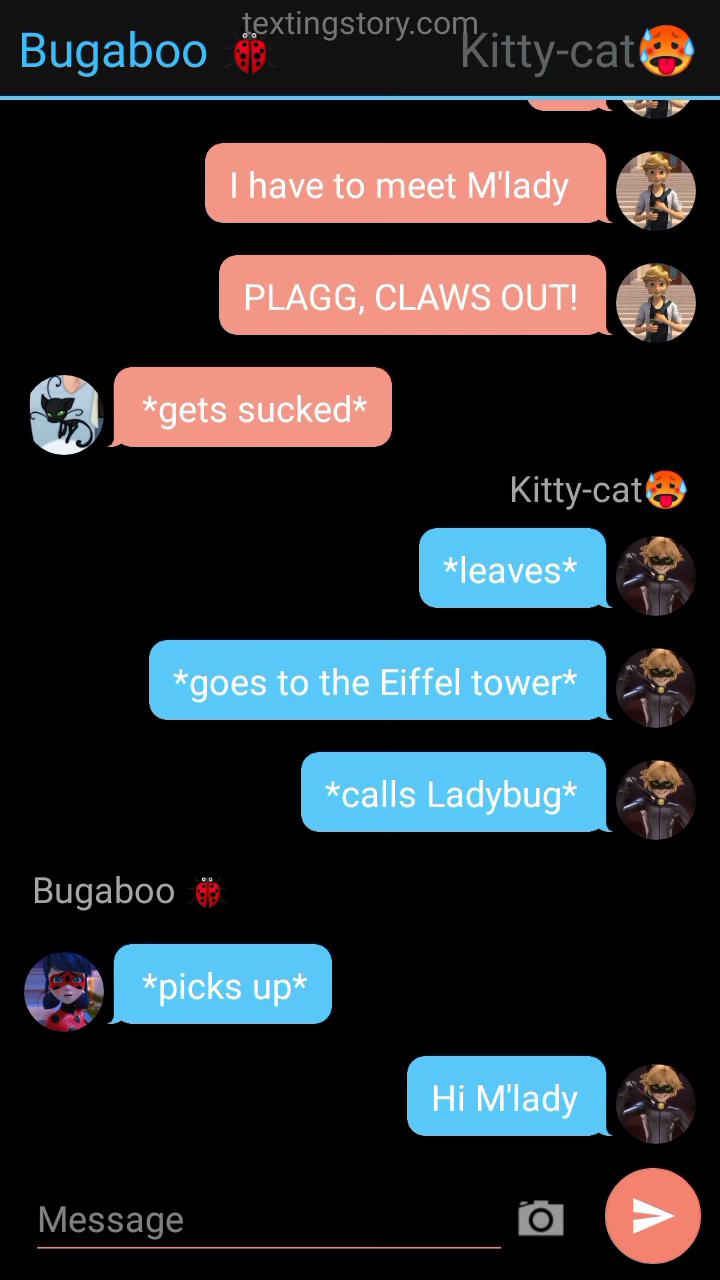 textingstory.com
Bugaboo 🐞 Kitty-cat🥵
I have to meet M'lady
PLAGG, CLAWS OUT!
*gets sucked*
Kitty-cat🥵
*leaves*
*goes to the Eiffel tower*
*calls Ladybug*
Bugaboo 🐞
*picks up*
Hi M'lady
Message